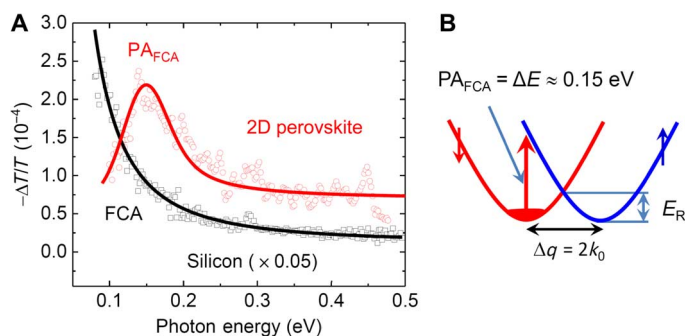 A
3.0
2.5
2.0
1.5
1.0
0.5
0.0
−ΔT/T (10⁻⁴)
PA_FCA
2D perovskite
FCA
Silicon (× 0.05)
0.1 0.2 0.3 0.4 0.5
Photon energy (eV)
B
PA_FCA = ΔE ≈ 0.15 eV
E_R
Δq = 2k₀